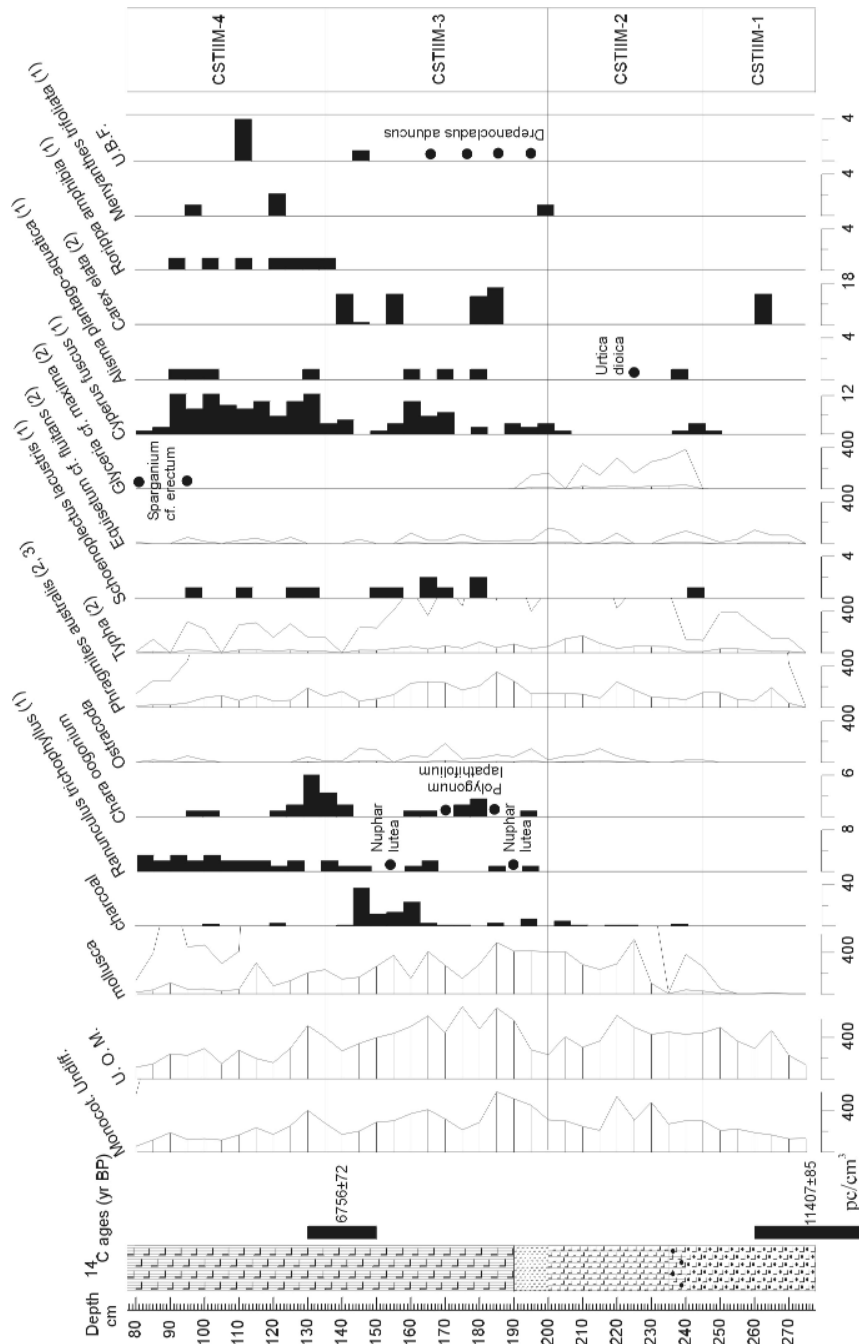 Depth
cm
14
C ages (yr BP)
Monocot. Undiff.
U. O. M.
mollusca
charcoal
Ranunculus trichophyllus (1)
Chara oogonium
Ostracoda
Phragmites australis (2, 3)
Typha (2)
Schoenoplectus lacustris (1)
Equisetum cf. fluitans (2)
Glyceria cf. maxima (2)
Cyperus fuscus (1)
Alisma plantago-aquatica (1)
Carex elata (2)
Rorippa amphibia (1)
Menyanthes trifoliata (1)
U.B.F.
CSTIIM-4
CSTIIM-3
CSTIIM-2
CSTIIM-1
Sparganium
cf. erectum
Nuphar
lutea
Nuphar
lutea
Polygonum
lapathifolium
Urtica
dioica
Drepanocladus aduncus
6756±72
11407±85
80
90
100
110
120
130
140
150
160
170
180
190
200
210
220
230
240
250
260
270
pc/cm³
400
400
400
40
8
6
400
400
400
4
400
400
12
4
18
4
4
4